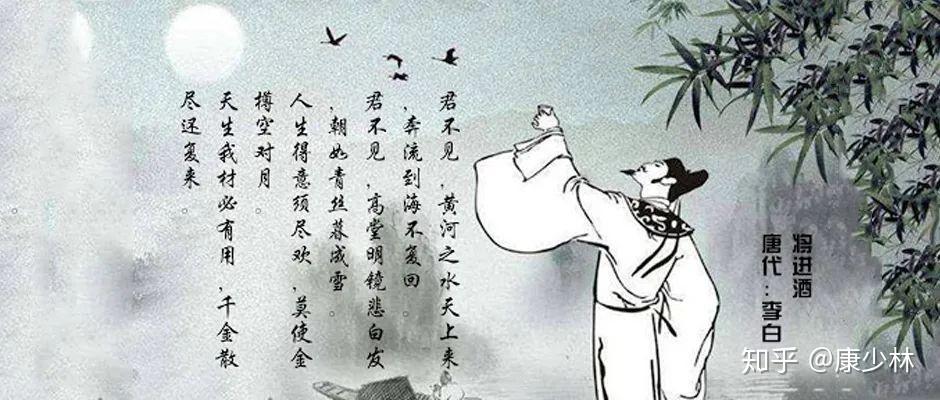 将进酒
唐代：李白
君不见，黄河之水天上来
，奔流到海不复回。
君不见，高堂明镜悲白发
，朝如青丝暮成雪。
人生得意须尽欢，莫使金
樽空对月。
天生我材必有用，千金散
尽还复来。
知乎 @康少林